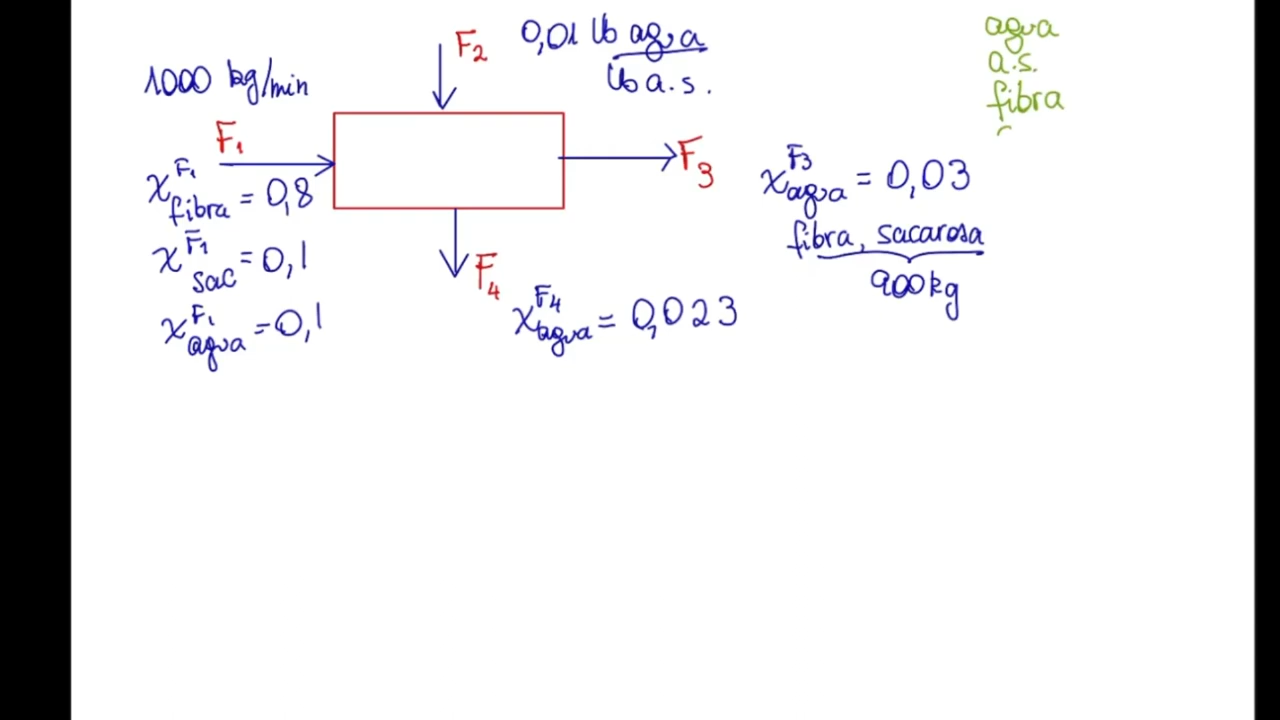 1000 kg/min
F1
x F1 fibra = 0,8
x F1 sac = 0,1
x F1 agua = 0,1
F2
0,01 lb agua
lb a.s.
F3
F4
x F4 agua = 0,023
x F3 agua = 0,03
fibra, sacarosa
900 kg
agua
a.s.
fibra